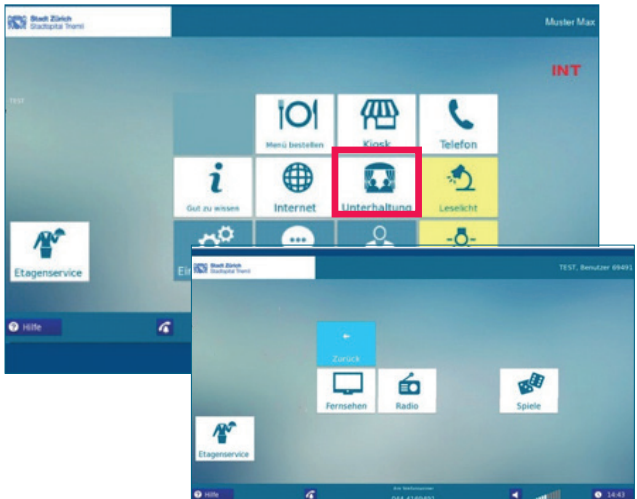 Stadt Zürich
Stadtspital Triemli
Muster Max
INT
TEST
Menü bestellen
Kiosk
Telefon
Gut zu wissen
Internet
Unterhaltung
Leselicht
Etagenservice
Ein
Hilfe
Stadt Zürich
Stadtspital Triemli
TEST, Benutzer 69491
Zurück
Fernsehen
Radio
Spiele
Etagenservice
Hilfe
14:43